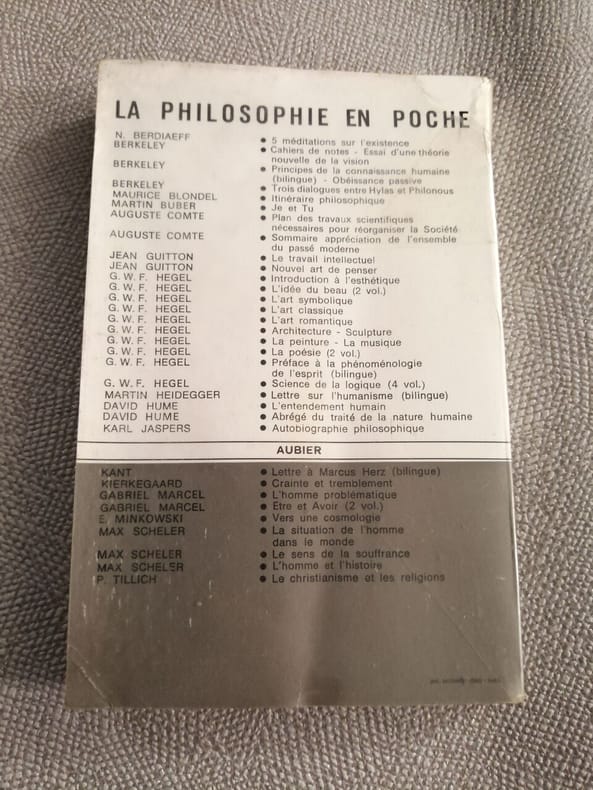 LA PHILOSOPHIE EN POCHE
N. BERDIAEFF ● 5 méditations sur l'existence
BERKELEY ● Cahiers de notes - Essai d'une théorie
nouvelle de la vision
BERKELEY ● Principes de la connaissance humaine
(bilingue) - Obéissance passive
BERKELEY ● Trois dialogues entre Hylas et Philonous
MAURICE BLONDEL ● Itinéraire philosophique
MARTIN BUBER ● Je et Tu
AUGUSTE COMTE ● Plan des travaux scientifiques
nécessaires pour réorganiser la Société
AUGUSTE COMTE ● Sommaire appréciation de l'ensemble
du passé moderne
JEAN GUITTON ● Le travail intellectuel
JEAN GUITTON ● Nouvel art de penser
G. W. F. HEGEL ● Introduction à l'esthétique
G. W. F. HEGEL ● L'idée du beau (2 vol.)
G. W. F. HEGEL ● L'art symbolique
G. W. F. HEGEL ● L'art classique
G. W. F. HEGEL ● L'art romantique
G. W. F. HEGEL ● Architecture - Sculpture
G. W. F. HEGEL ● La peinture - La musique
G. W. F. HEGEL ● La poésie (2 vol.)
G. W. F. HEGEL ● Préface à la phénoménologie
de l'esprit (bilingue)
G. W. F. HEGEL ● Science de la logique (4 vol.)
MARTIN HEIDEGGER ● Lettre sur l'humanisme (bilingue)
DAVID HUME ● L'entendement humain
DAVID HUME ● Abrégé du traité de la nature humaine
KARL JASPERS ● Autobiographie philosophique
AUBIER
KANT ● Lettre à Marcus Herz (bilingue)
KIERKEGAARD ● Crainte et tremblement
GABRIEL MARCEL ● L'homme problématique
GABRIEL MARCEL ● Etre et Avoir (2 vol.)
E. MINKOWSKI ● Vers une cosmologie
MAX SCHELER ● La situation de l'homme
dans le monde
MAX SCHELER ● Le sens de la souffrance
MAX SCHELER ● L'homme et l'histoire
P. TILLICH ● Le christianisme et les religions